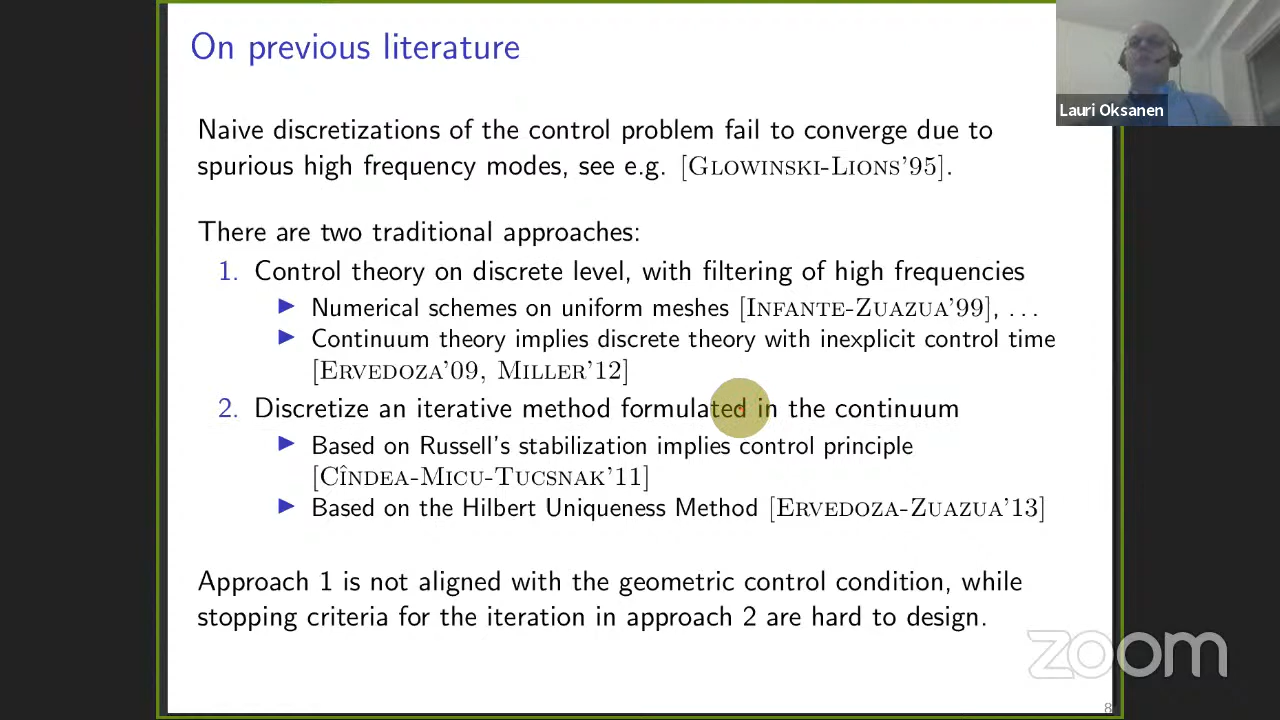 On previous literature
Lauri Oksanen
Naive discretizations of the control problem fail to converge due to
spurious high frequency modes, see e.g. [Glowinski-Lions'95].
There are two traditional approaches:
1. Control theory on discrete level, with filtering of high frequencies
▶ Numerical schemes on uniform meshes [Infante-Zuazua'99], ...
▶ Continuum theory implies discrete theory with inexplicit control time
[Ervedoza'09, Miller'12]
2. Discretize an iterative method formulated in the continuum
▶ Based on Russell's stabilization implies control principle
[Cîndea-Micu-Tucsnak'11]
▶ Based on the Hilbert Uniqueness Method [Ervedoza-Zuazua'13]
Approach 1 is not aligned with the geometric control condition, while
stopping criteria for the iteration in approach 2 are hard to design.
zoom
8